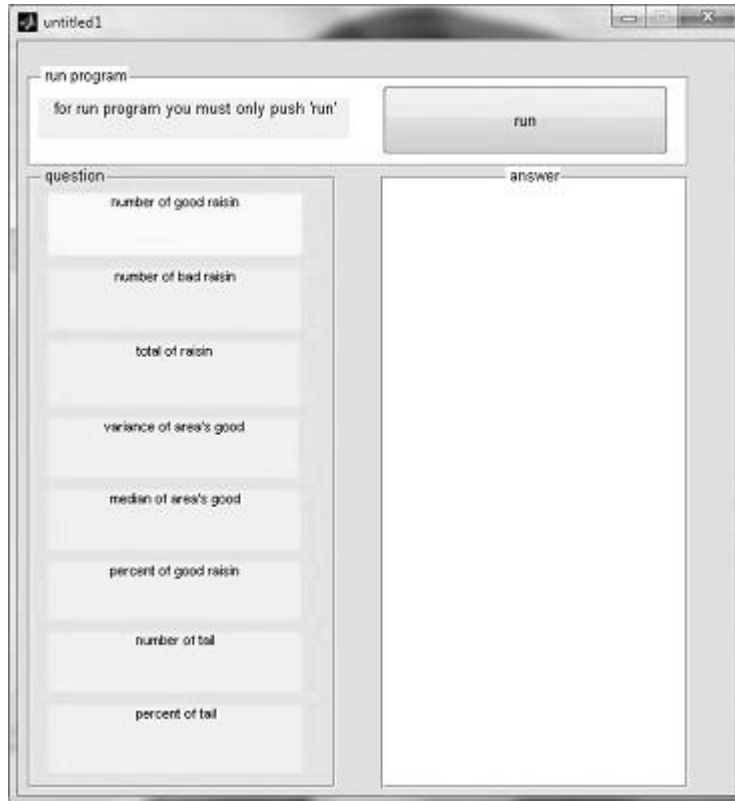 untitled1
run program
for run program you must only push 'run'
run
question
answer
number of good raisin
number of bad raisin
total of raisin
variance of area's good
median of area's good
percent of good raisin
number of tail
percent of tail